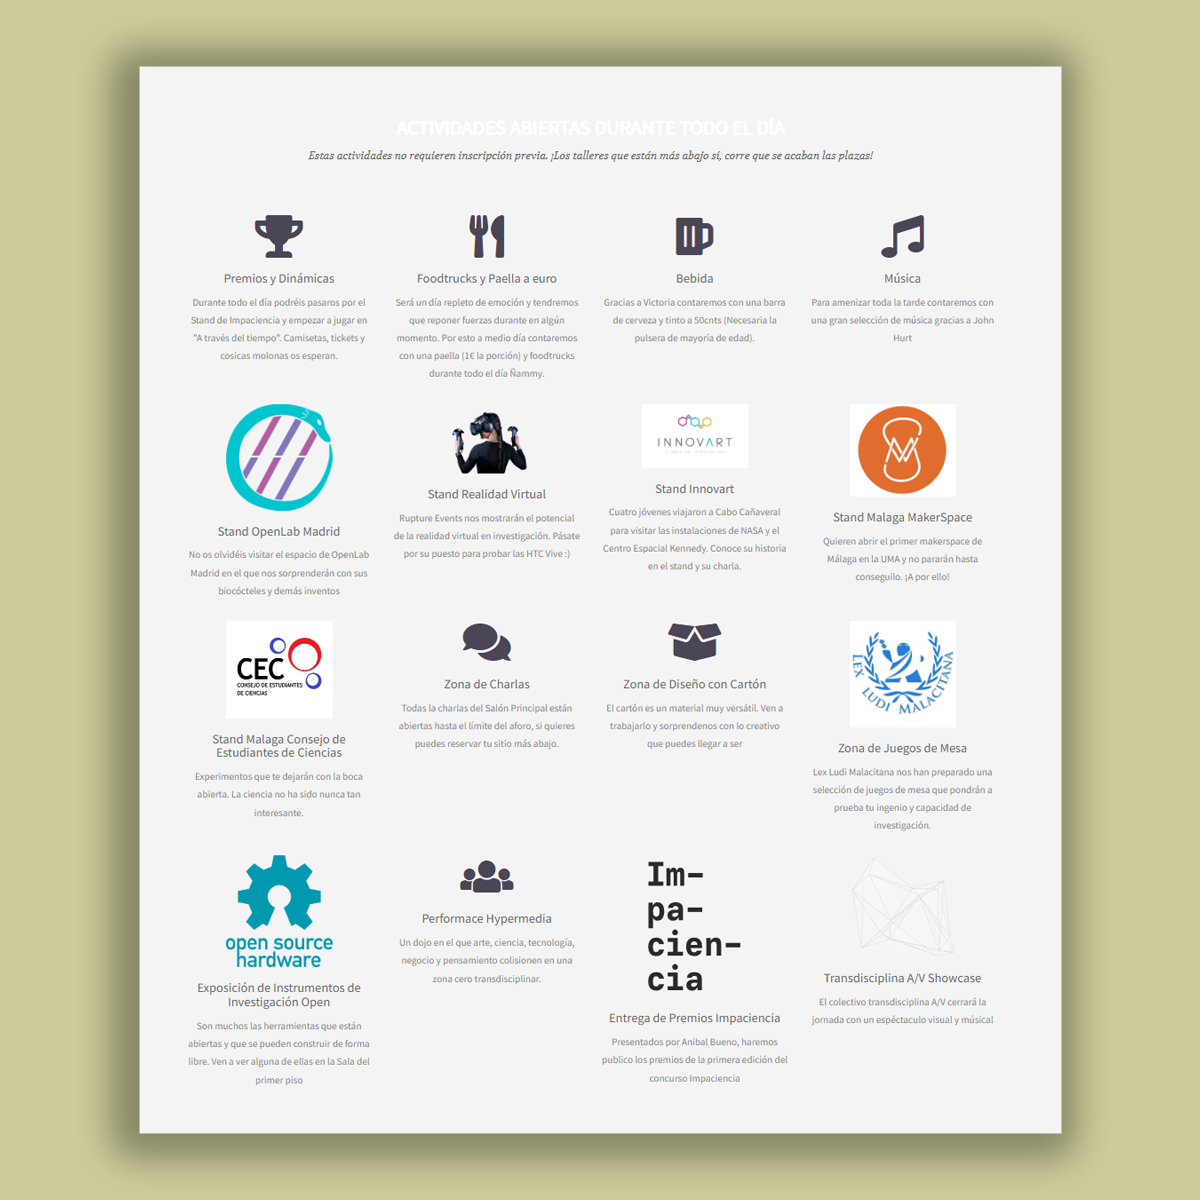 ACTIVIDADES ABIERTAS DURANTE TODO EL DÍA
Estas actividades no requieren inscripción previa. ¡Los talleres que están más abajo sí, corre que se acaban las plazas!
Premios y Dinámicas
Durante todo el día podréis pasaros por el
Stand de Impaciencia y empezar a jugar en
"A través del tiempo". Camisetas, tickets y
cosicas molonas os esperan.
Foodtrucks y Paella a euro
Será un día repleto de emoción y tendremos
que reponer fuerzas durante en algún
momento. Por esto a medio día contaremos
con una paella (1€ la porción) y foodtrucks
durante todo el día Ñammy.
Bebida
Gracias a Victoria contaremos con una barra
de cerveza y tinto a 50cnts (Necesaria la
pulsera de mayoría de edad).
Música
Para amenizar toda la tarde contaremos con
una gran selección de música gracias a John
Hurt
Stand OpenLab Madrid
No os olvidéis visitar el espacio de OpenLab
Madrid en el que nos sorprenderán con sus
biocócteles y demás inventos
Stand Realidad Virtual
Rupture Events nos mostrarán el potencial
de la realidad virtual en investigación. Pásate
por su puesto para probar las HTC Vive :)
INNOVART
Stand Innovart
Cuatro jóvenes viajaron a Cabo Cañaveral
para visitar las instalaciones de NASA y el
Centro Espacial Kennedy. Conoce su historia
en el stand y su charla.
Stand Malaga MakerSpace
Quieren abrir el primer makerspace de
Málaga en la UMA y no pararán hasta
conseguilo. ¡A por ello!
CEC
CONSEJO DE ESTUDIANTES
DE CIENCIAS
Stand Malaga Consejo de
Estudiantes de Ciencias
Experimentos que te dejarán con la boca
abierta. La ciencia no ha sido nunca tan
interesante.
Zona de Charlas
Todas la charlas del Salón Principal están
abiertas hasta el límite del aforo, si quieres
puedes reservar tu sitio más abajo.
Zona de Diseño con Cartón
El cartón es un material muy versátil. Ven a
trabajarlo y sorprendenos con lo creativo
que puedes llegar a ser
LEX LUDI MALACITANA
Zona de Juegos de Mesa
Lex Ludi Malacitana nos han preparado una
selección de juegos de mesa que pondrán a
prueba tu ingenio y capacidad de
investigación.
open source
hardware
Exposición de Instrumentos de
Investigación Open
Son muchos las herramientas que están
abiertas y que se pueden construir de forma
libre. Ven a ver alguna de ellas en la Sala del
primer piso
Performace Hypermedia
Un dojo en el que arte, ciencia, tecnología,
negocio y pensamiento colisionen en una
zona cero transdisciplinar.
Im-
pa-
cien-
cia
Entrega de Premios Impaciencia
Presentados por Anibal Bueno, haremos
publico los premios de la primera edición del
concurso Impaciencia
Transdisciplina A/V Showcase
El colectivo transdisciplina A/V cerrará la
jornada con un espéctaculo visual y músical